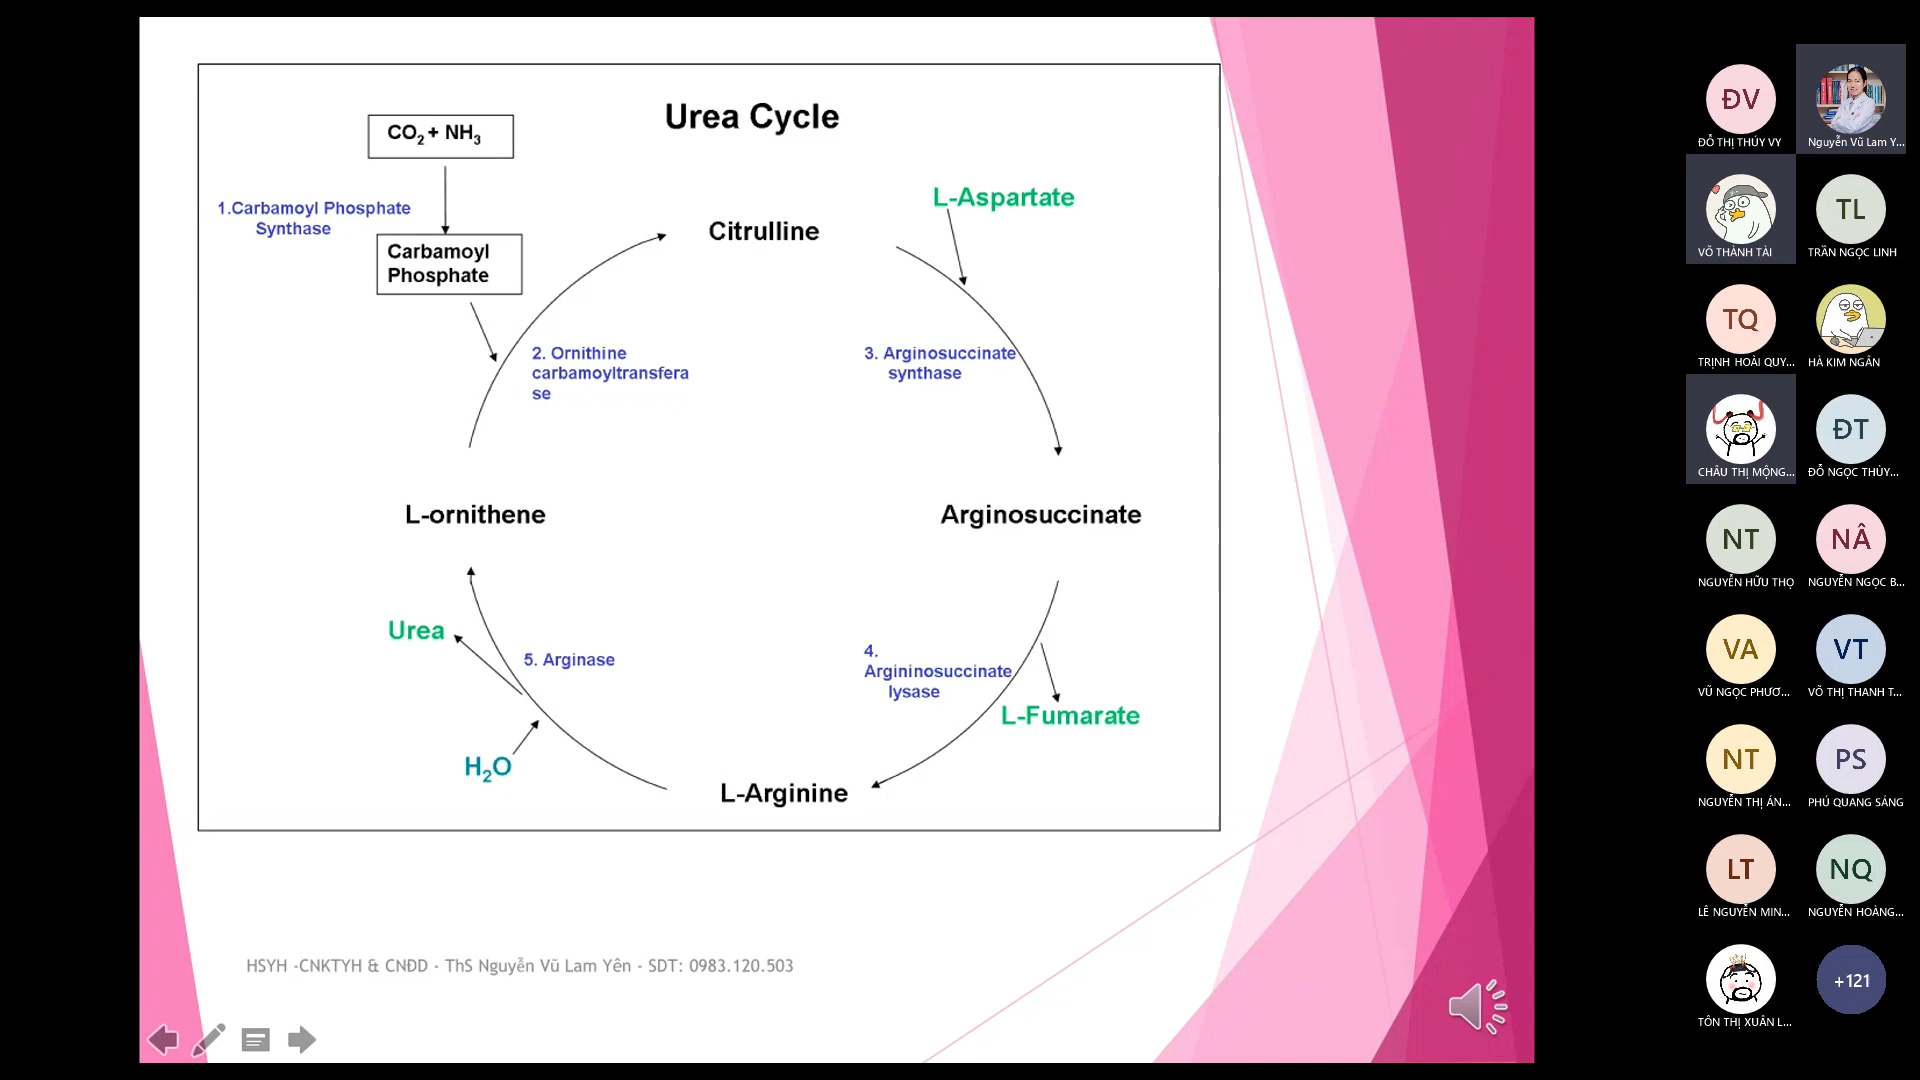 Urea Cycle
CO2 + NH3
1.Carbamoyl Phosphate
Synthase
Carbamoyl
Phosphate
L-Aspartate
Citrulline
2. Ornithine
carbamoyltransfera
se
3. Arginosuccinate
synthase
L-ornithene
Arginosuccinate
Urea
5. Arginase
4.
Argininosuccinate
lysase
L-Fumarate
H2O
L-Arginine
HSYH -CNKTYH & CNĐD - ThS Nguyễn Vũ Lam Yên - SDT: 0983.120.503
ĐV
ĐỖ THỊ THÚY VY
Nguyễn Vũ Lam Y...
VÕ THÀNH TÀI
TL
TRẦN NGỌC LINH
TQ
TRỊNH HOÀI QUY...
HÀ KIM NGÂN
CHÂU THỊ MỘNG...
ĐT
ĐỖ NGỌC THÙY...
NT
NGUYỄN HỮU THỌ
NÂ
NGUYỄN NGỌC B...
VA
VŨ NGỌC PHƯƠ...
VT
VÕ THỊ THANH T...
NT
NGUYỄN THỊ ÁN...
PS
PHÚ QUANG SÁNG
LT
LÊ NGUYỄN MIN...
NQ
NGUYỄN HOÀNG...
TÔN THỊ XUÂN L...
+121